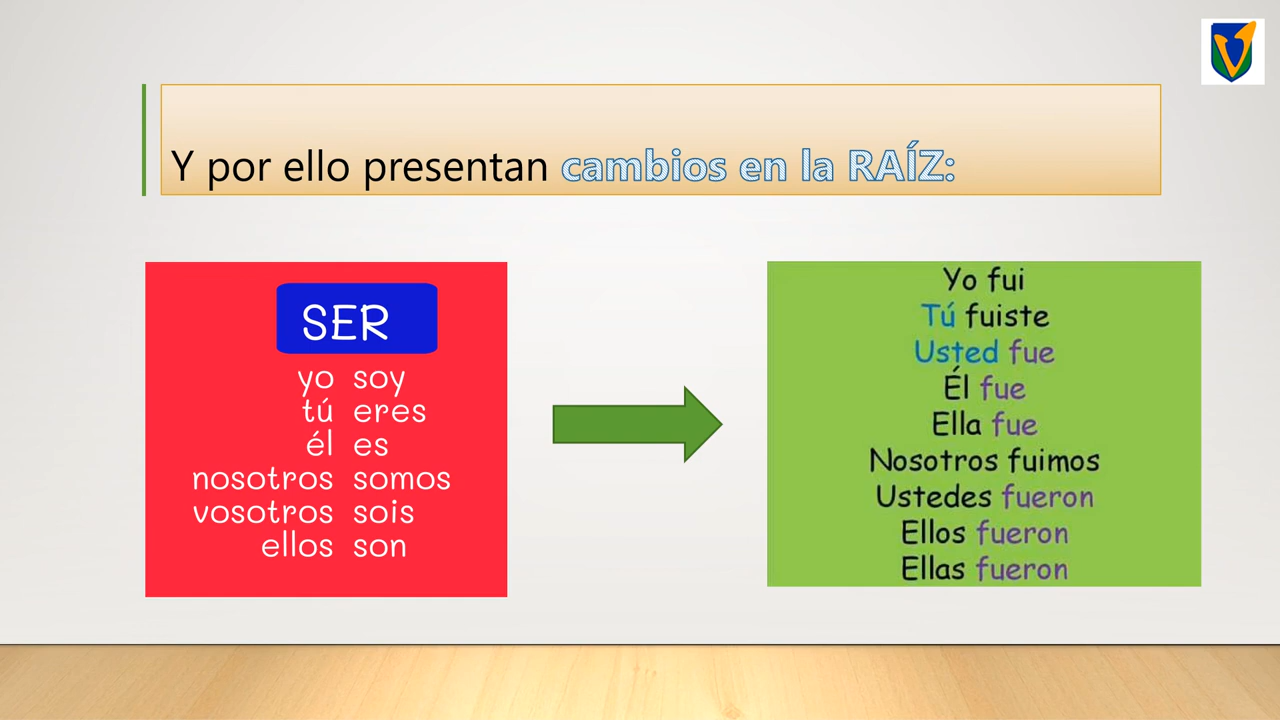 Y por ello presentan cambios en la RAÍZ:
SER
yo soy
tú eres
él es
nosotros somos
vosotros sois
ellos son
Yo fui
Tú fuiste
Usted fue
Él fue
Ella fue
Nosotros fuimos
Ustedes fueron
Ellos fueron
Ellas fueron